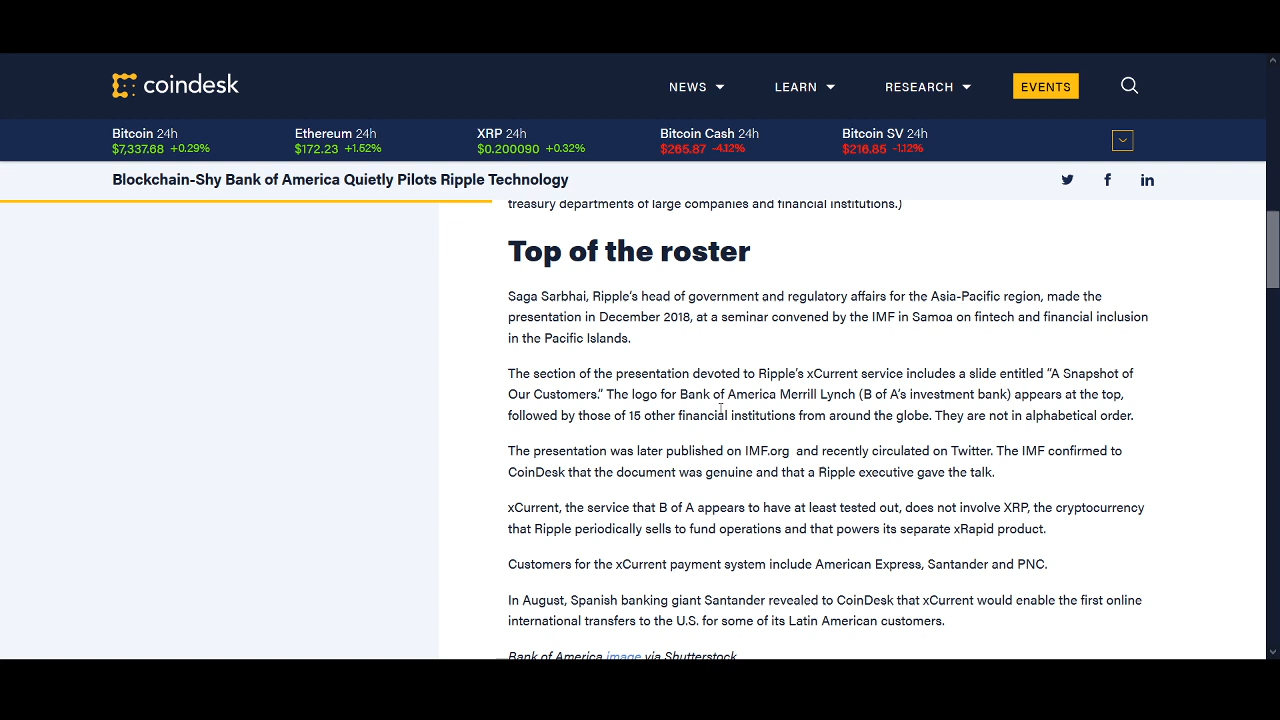 coindesk
NEWS
LEARN
RESEARCH
EVENTS
Bitcoin 24h
$7,337.68 +0.29%
Ethereum 24h
$172.23 +1.52%
XRP 24h
$0.200090 +0.32%
Bitcoin Cash 24h
$265.87 -4.12%
Bitcoin SV 24h
$216.85 -1.12%
Blockchain-Shy Bank of America Quietly Pilots Ripple Technology
treasury departments of large companies and financial institutions.)
Top of the roster
Saga Sarbhai, Ripple's head of government and regulatory affairs for the Asia-Pacific region, made the
presentation in December 2018, at a seminar convened by the IMF in Samoa on fintech and financial inclusion
in the Pacific Islands.
The section of the presentation devoted to Ripple's xCurrent service includes a slide entitled "A Snapshot of
Our Customers." The logo for Bank of America Merrill Lynch (B of A's investment bank) appears at the top,
followed by those of 15 other financial institutions from around the globe. They are not in alphabetical order.
The presentation was later published on IMF.org and recently circulated on Twitter. The IMF confirmed to
CoinDesk that the document was genuine and that a Ripple executive gave the talk.
xCurrent, the service that B of A appears to have at least tested out, does not involve XRP, the cryptocurrency
that Ripple periodically sells to fund operations and that powers its separate xRapid product.
Customers for the xCurrent payment system include American Express, Santander and PNC.
In August, Spanish banking giant Santander revealed to CoinDesk that xCurrent would enable the first online
international transfers to the U.S. for some of its Latin American customers.
Bank of America image via Shutterstock